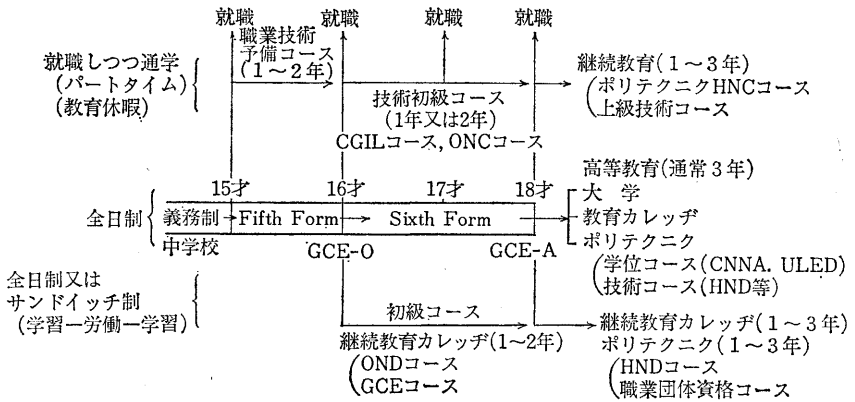 就職 就職 就職 就職
職業技術
予備コース
(1～2年)
就職しつつ通学
(パートタイム)
(教育休暇)
技術初級コース
(1年又は2年)
CGILコース, ONCコース
継続教育(1～3年)
ポリテクニクHNCコース
上級技術コース
15才 16才 17才 18才
全日制
義務制 Fifth Form Sixth Form
中学校
GCE-O GCE-A
高等教育(通常3年)
大学
教育カレッヂ
ポリテクニク
学位コース(CNNA. ULED)
技術コース(HND等)
全日制又は
サンドイッチ制
(学習ー労働ー学習)
初級コース
継続教育カレッヂ(1～2年)
ONDコース
GCEコース
継続教育カレッヂ(1～3年)
ポリテクニク(1～3年)
HNDコース
職業団体資格コース